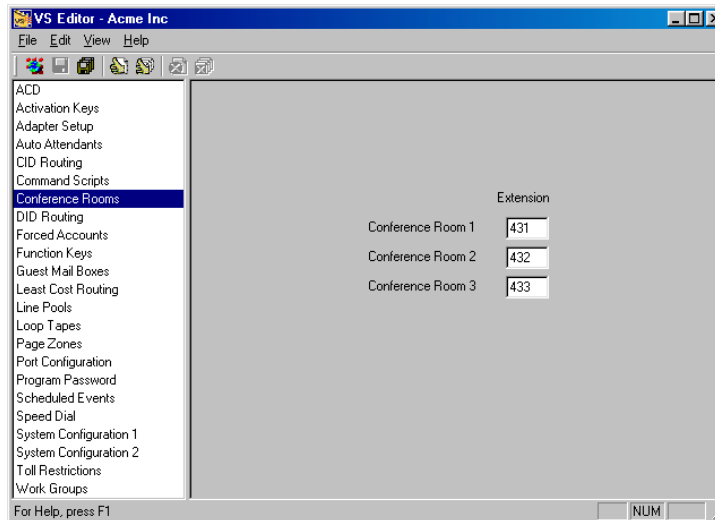 VS Editor - Acme Inc
File Edit View Help
ACD
Activation Keys
Adapter Setup
Auto Attendants
CID Routing
Command Scripts
Conference Rooms
DID Routing
Forced Accounts
Function Keys
Guest Mail Boxes
Least Cost Routing
Line Pools
Loop Tapes
Page Zones
Port Configuration
Program Password
Scheduled Events
Speed Dial
System Configuration 1
System Configuration 2
Toll Restrictions
Work Groups
Extension
Conference Room 1 431
Conference Room 2 432
Conference Room 3 433
For Help, press F1
NUM